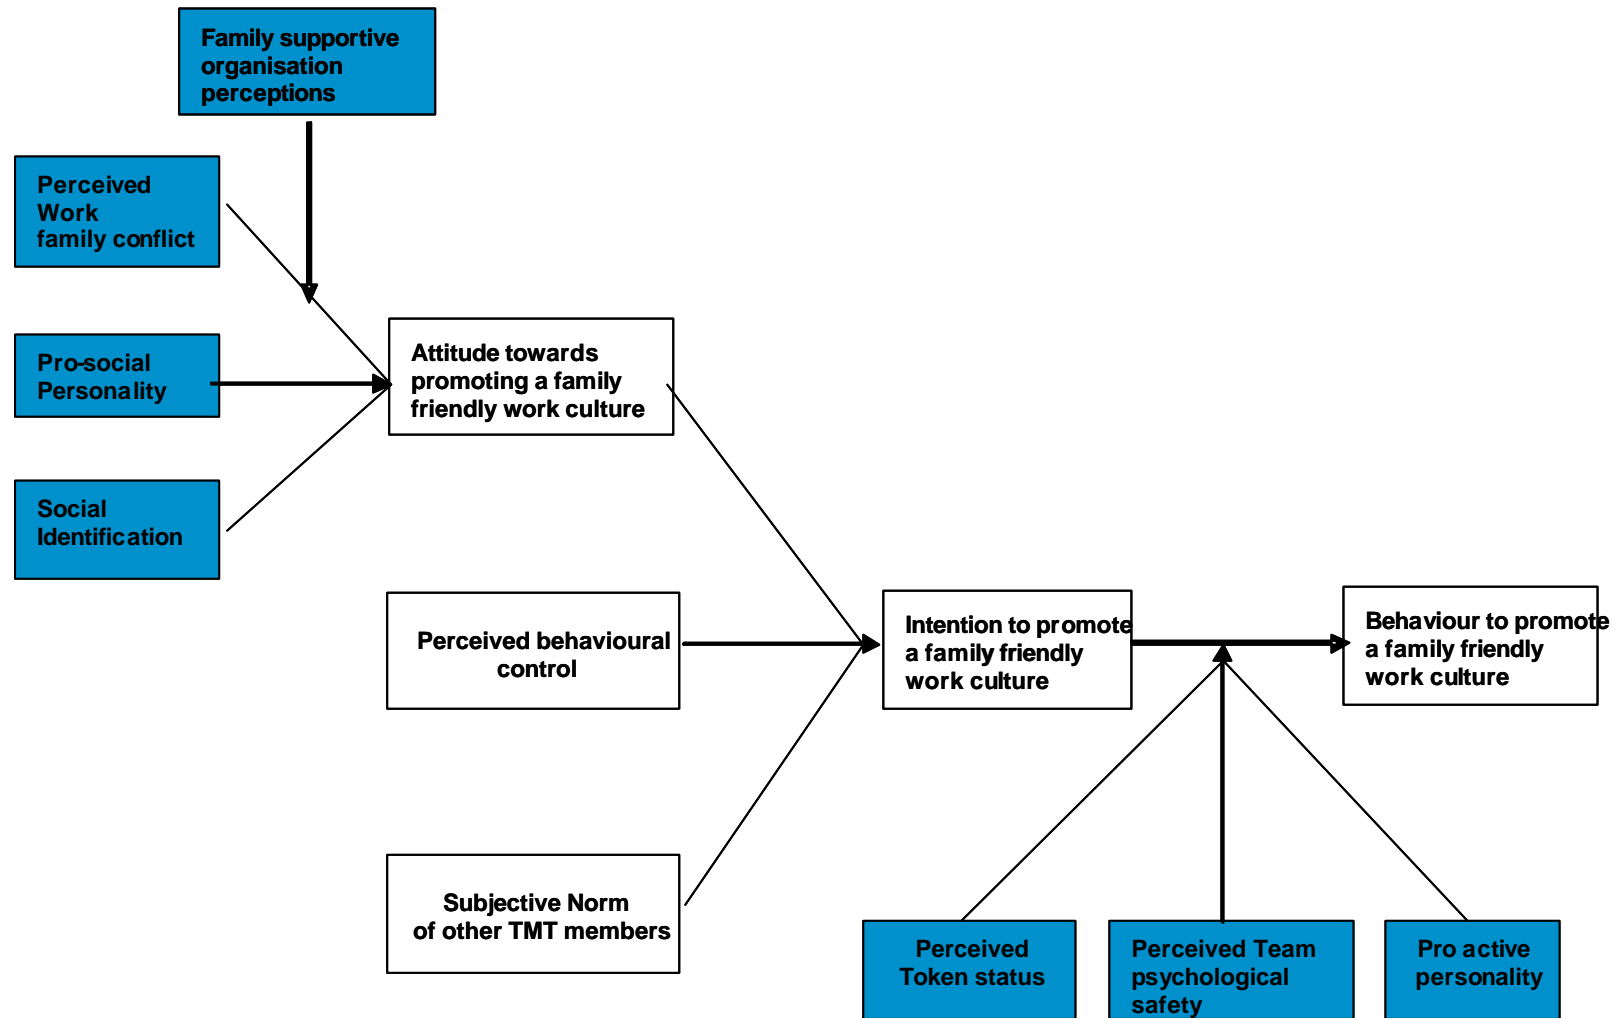 Family supportive
organisation
perceptions
Perceived
Work
family conflict
Pro-social
Personality
Social
Identification
Attitude towards
promoting a family
friendly work culture
Perceived behavioural
control
Subjective Norm
of other TMT members
Intention to promote
a family friendly
work culture
Behaviour to promote
a family friendly
work culture
Perceived
Token status
Perceived Team
psychological
safety
Pro active
personality